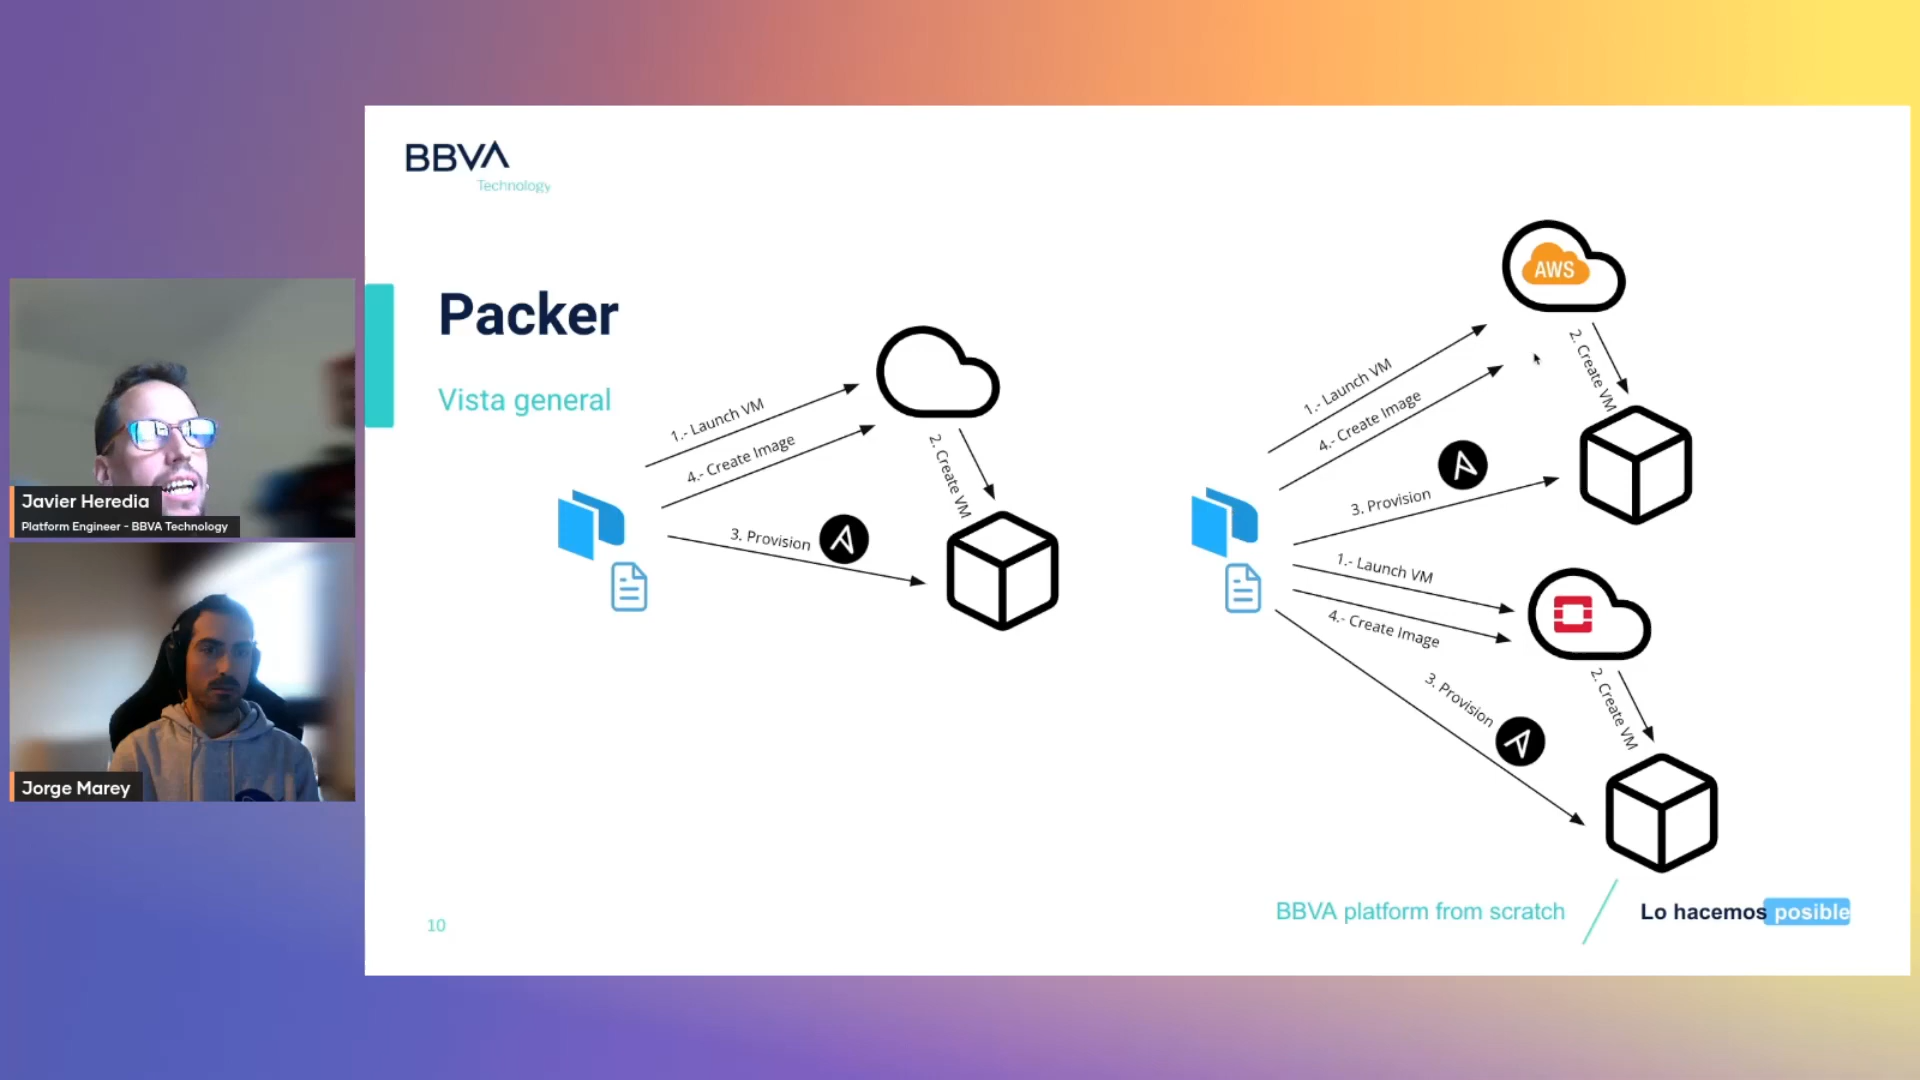 BBVA
Technology
Packer
Vista general
1.- Launch VM
4.- Create Image
2. Create VM
3. Provision
AWS
1.- Launch VM
4.- Create Image
2. Create VM
3. Provision
1.- Launch VM
4.- Create Image
3. Provision
2. Create VM
Javier Heredia
Platform Engineer - BBVA Technology
Jorge Marey
10
BBVA platform from scratch
Lo hacemos posible